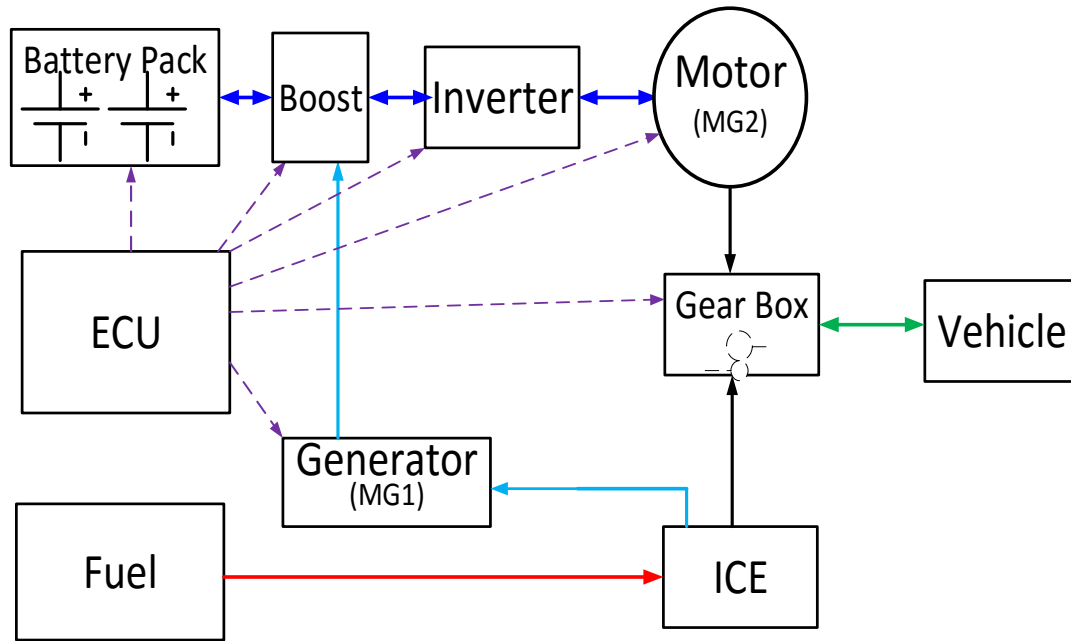 Battery Pack
Boost
Inverter
Motor
(MG2)
+
+
ECU
Gear Box
Vehicle
Generator
(MG1)
Fuel
ICE